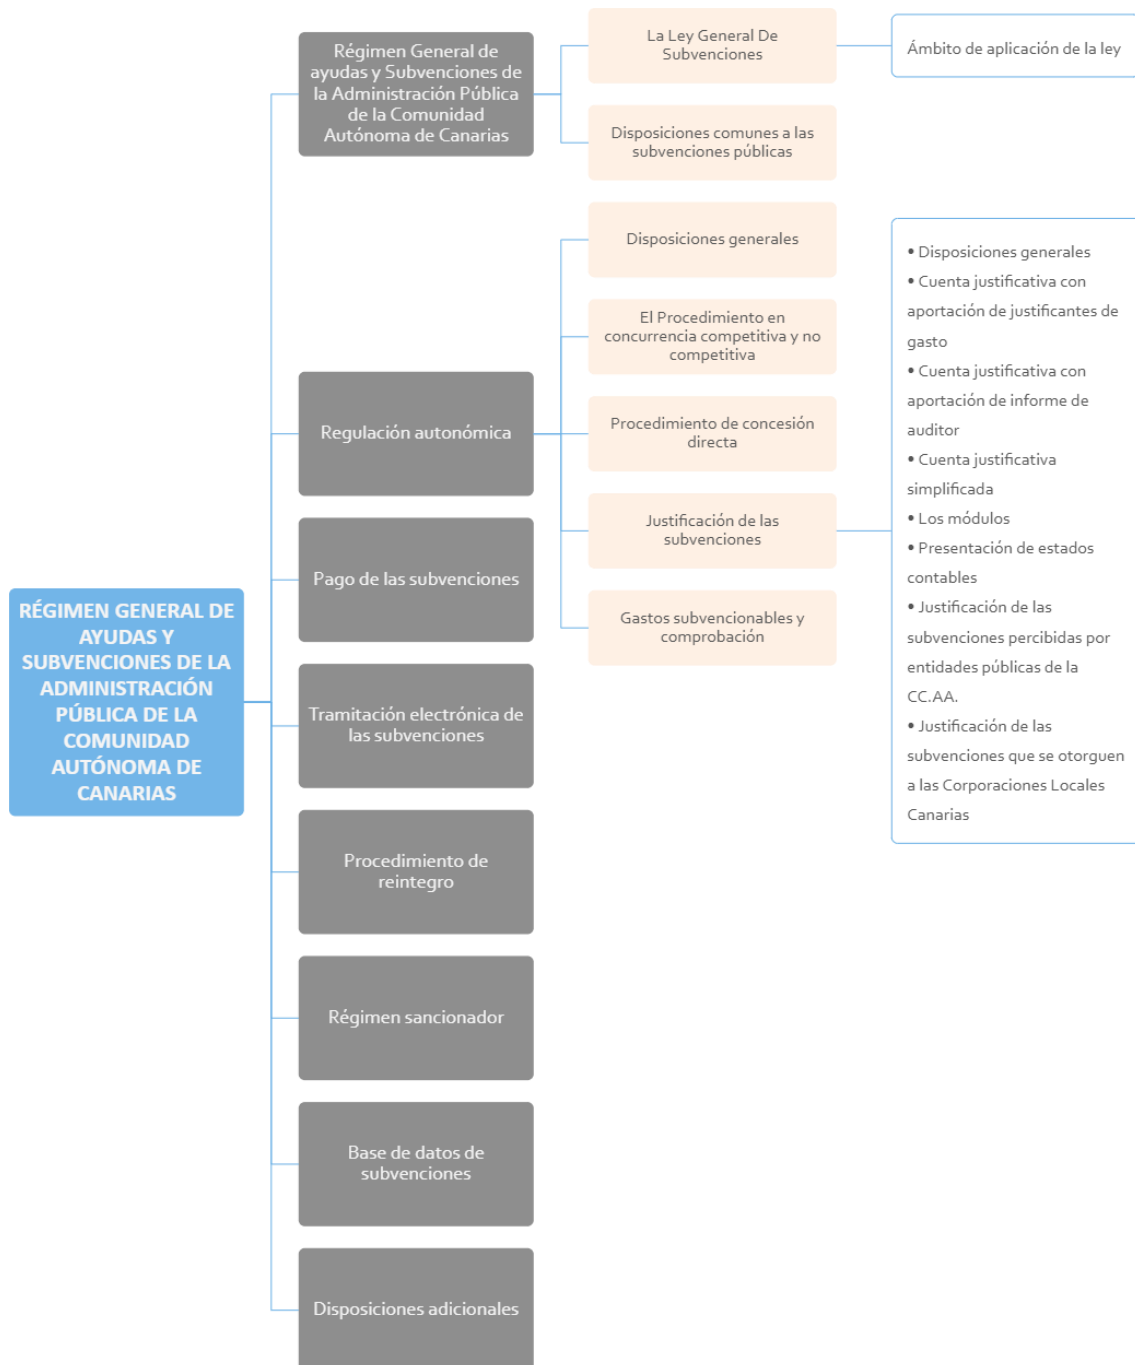 RÉGIMEN GENERAL DE
AYUDAS Y
SUBVENCIONES DE LA
ADMINISTRACIÓN
PÚBLICA DE LA
COMUNIDAD
AUTÓNOMA DE
CANARIAS
Régimen General de
ayudas y Subvenciones de
la Administración Pública
de la Comunidad
Autónoma de Canarias
La Ley General De
Subvenciones
Ámbito de aplicación de la ley
Disposiciones comunes a las
subvenciones públicas
Regulación autonómica
Disposiciones generales
El Procedimiento en
concurrencia competitiva y no
competitiva
Procedimiento de concesión
directa
Justificación de las
subvenciones
• Disposiciones generales
• Cuenta justificativa con
aportación de justificantes de
gasto
• Cuenta justificativa con
aportación de informe de
auditor
• Cuenta justificativa
simplificada
• Los módulos
• Presentación de estados
contables
• Justificación de las
subvenciones percibidas por
entidades públicas de la
CC.AA.
• Justificación de las
subvenciones que se otorguen
a las Corporaciones Locales
Canarias
Gastos subvencionables y
comprobación
Pago de las subvenciones
Tramitación electrónica de
las subvenciones
Procedimiento de
reintegro
Régimen sancionador
Base de datos de
subvenciones
Disposiciones adicionales